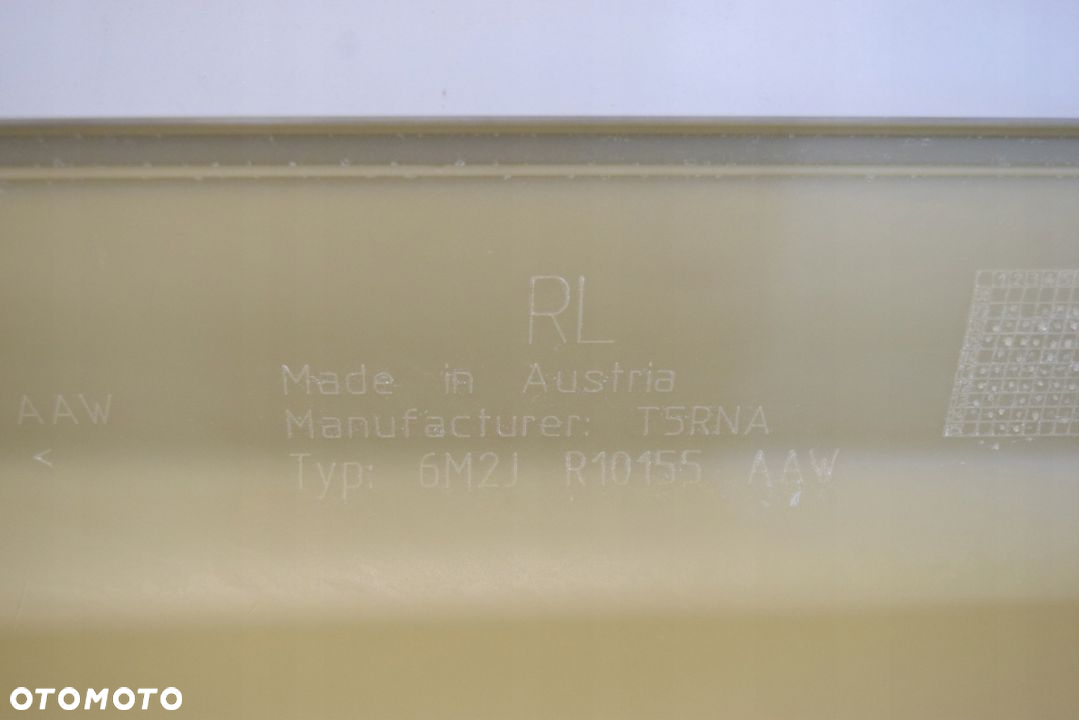 RL
Made in Austria
AAW
Manufacturer: T5RNA
<
Typ: 6M2J R10155 AAW
OTOMOTO